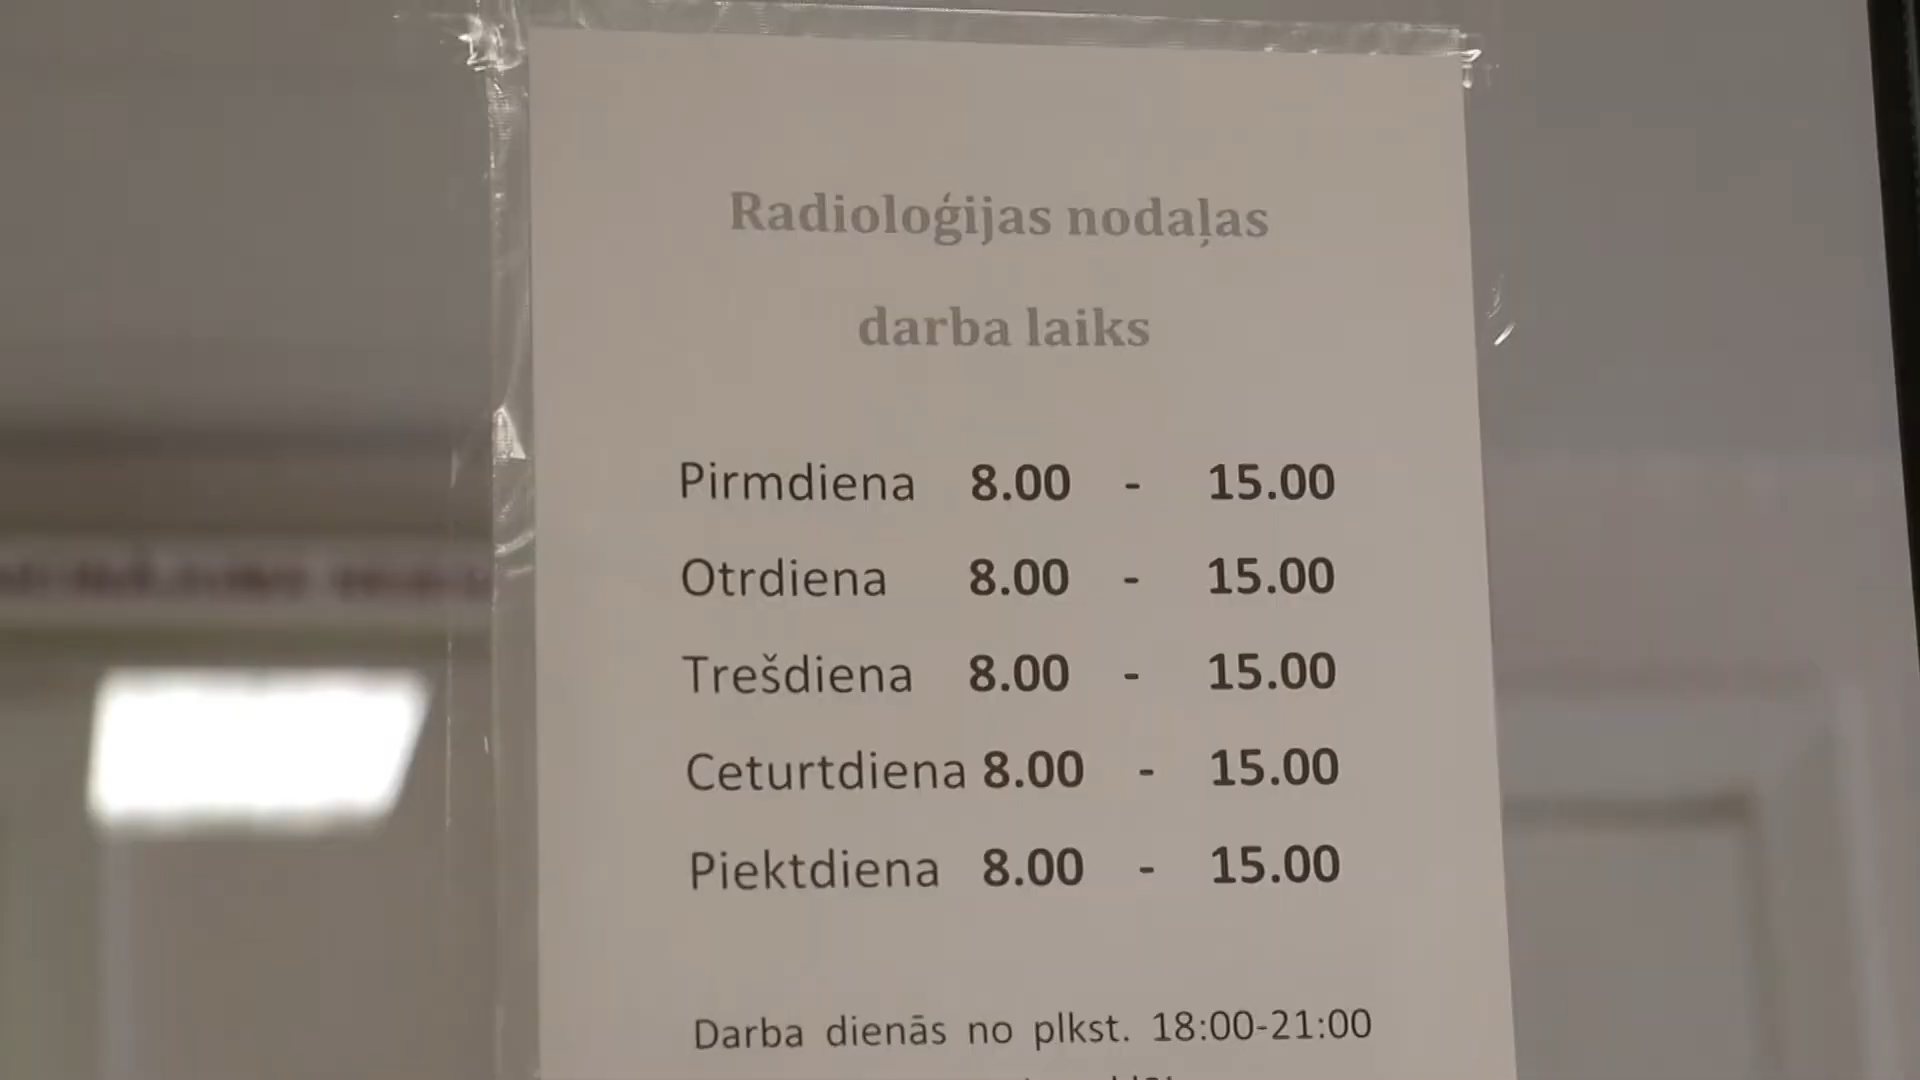 Radioloģijas nodaļas
darba laiks
Pirmdiena 8.00 - 15.00
Otrdiena 8.00 - 15.00
Trešdiena 8.00 - 15.00
Ceturtdiena 8.00 - 15.00
Piektdiena 8.00 - 15.00
Darba dienās no plkst. 18:00-21:00